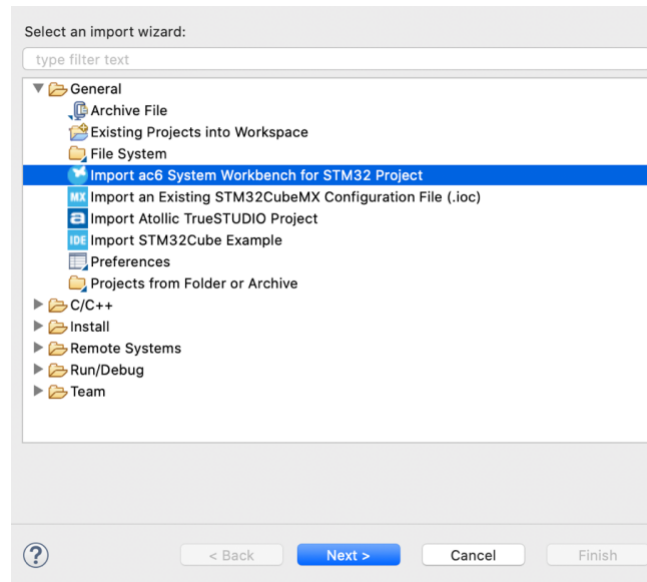 Select an import wizard:
type filter text
General
Archive File
Existing Projects into Workspace
File System
Import ac6 System Workbench for STM32 Project
MX Import an Existing STM32CubeMX Configuration File (.ioc)
a Import Atollic TrueSTUDIO Project
IDE Import STM32Cube Example
Preferences
Projects from Folder or Archive
C/C++
Install
Remote Systems
Run/Debug
Team
? < Back Next > Cancel Finish